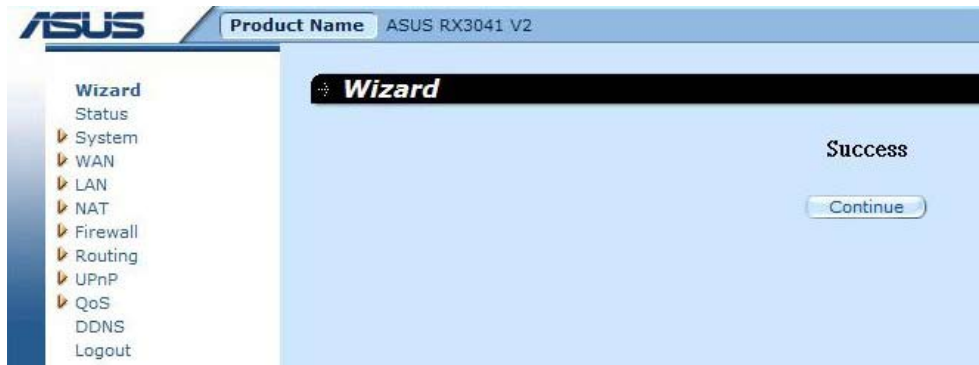 ASUS
Product Name ASUS RX3041 V2
Wizard
Status
System
WAN
LAN
NAT
Firewall
Routing
UPnP
QoS
DDNS
Logout
Wizard
Success
Continue